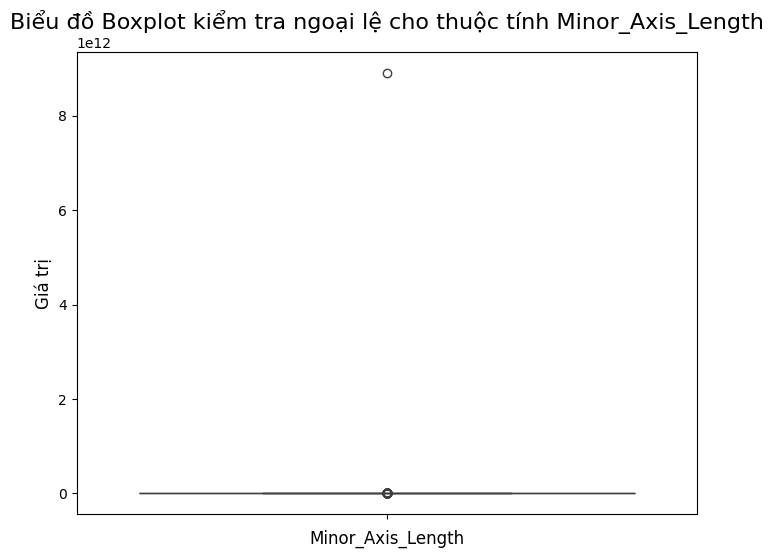 Biểu đồ Boxplot kiểm tra ngoại lệ cho thuộc tính Minor_Axis_Length
1e12
8
6
4
2
0
Giá trị
Minor_Axis_Length